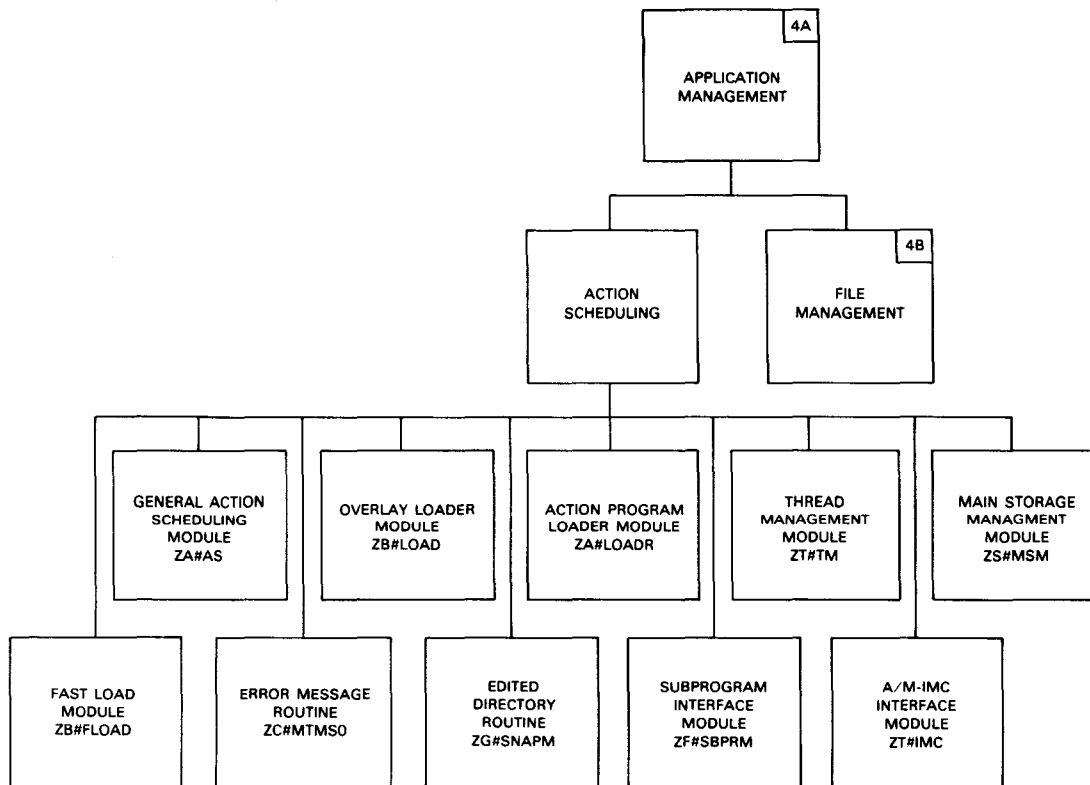 4A
APPLICATION
MANAGEMENT
ACTION
SCHEDULING
4B
FILE
MANAGEMENT
GENERAL ACTION
SCHEDULING
MODULE
ZA#AS
OVERLAY LOADER
MODULE
ZB#LOAD
ACTION PROGRAM
LOADER MODULE
ZA#LOADR
THREAD
MANAGEMENT
MODULE
ZT#TM
MAIN STORAGE
MANAGMENT
MODULE
ZS#MSM
FAST LOAD
MODULE
ZB#FLOAD
ERROR MESSAGE
ROUTINE
ZC#MTMS0
EDITED
DIRECTORY
ROUTINE
ZG#SNAPM
SUBPROGRAM
INTERFACE
MODULE
ZF#SBPRM
A/M-IMC
INTERFACE
MODULE
ZT#IMC